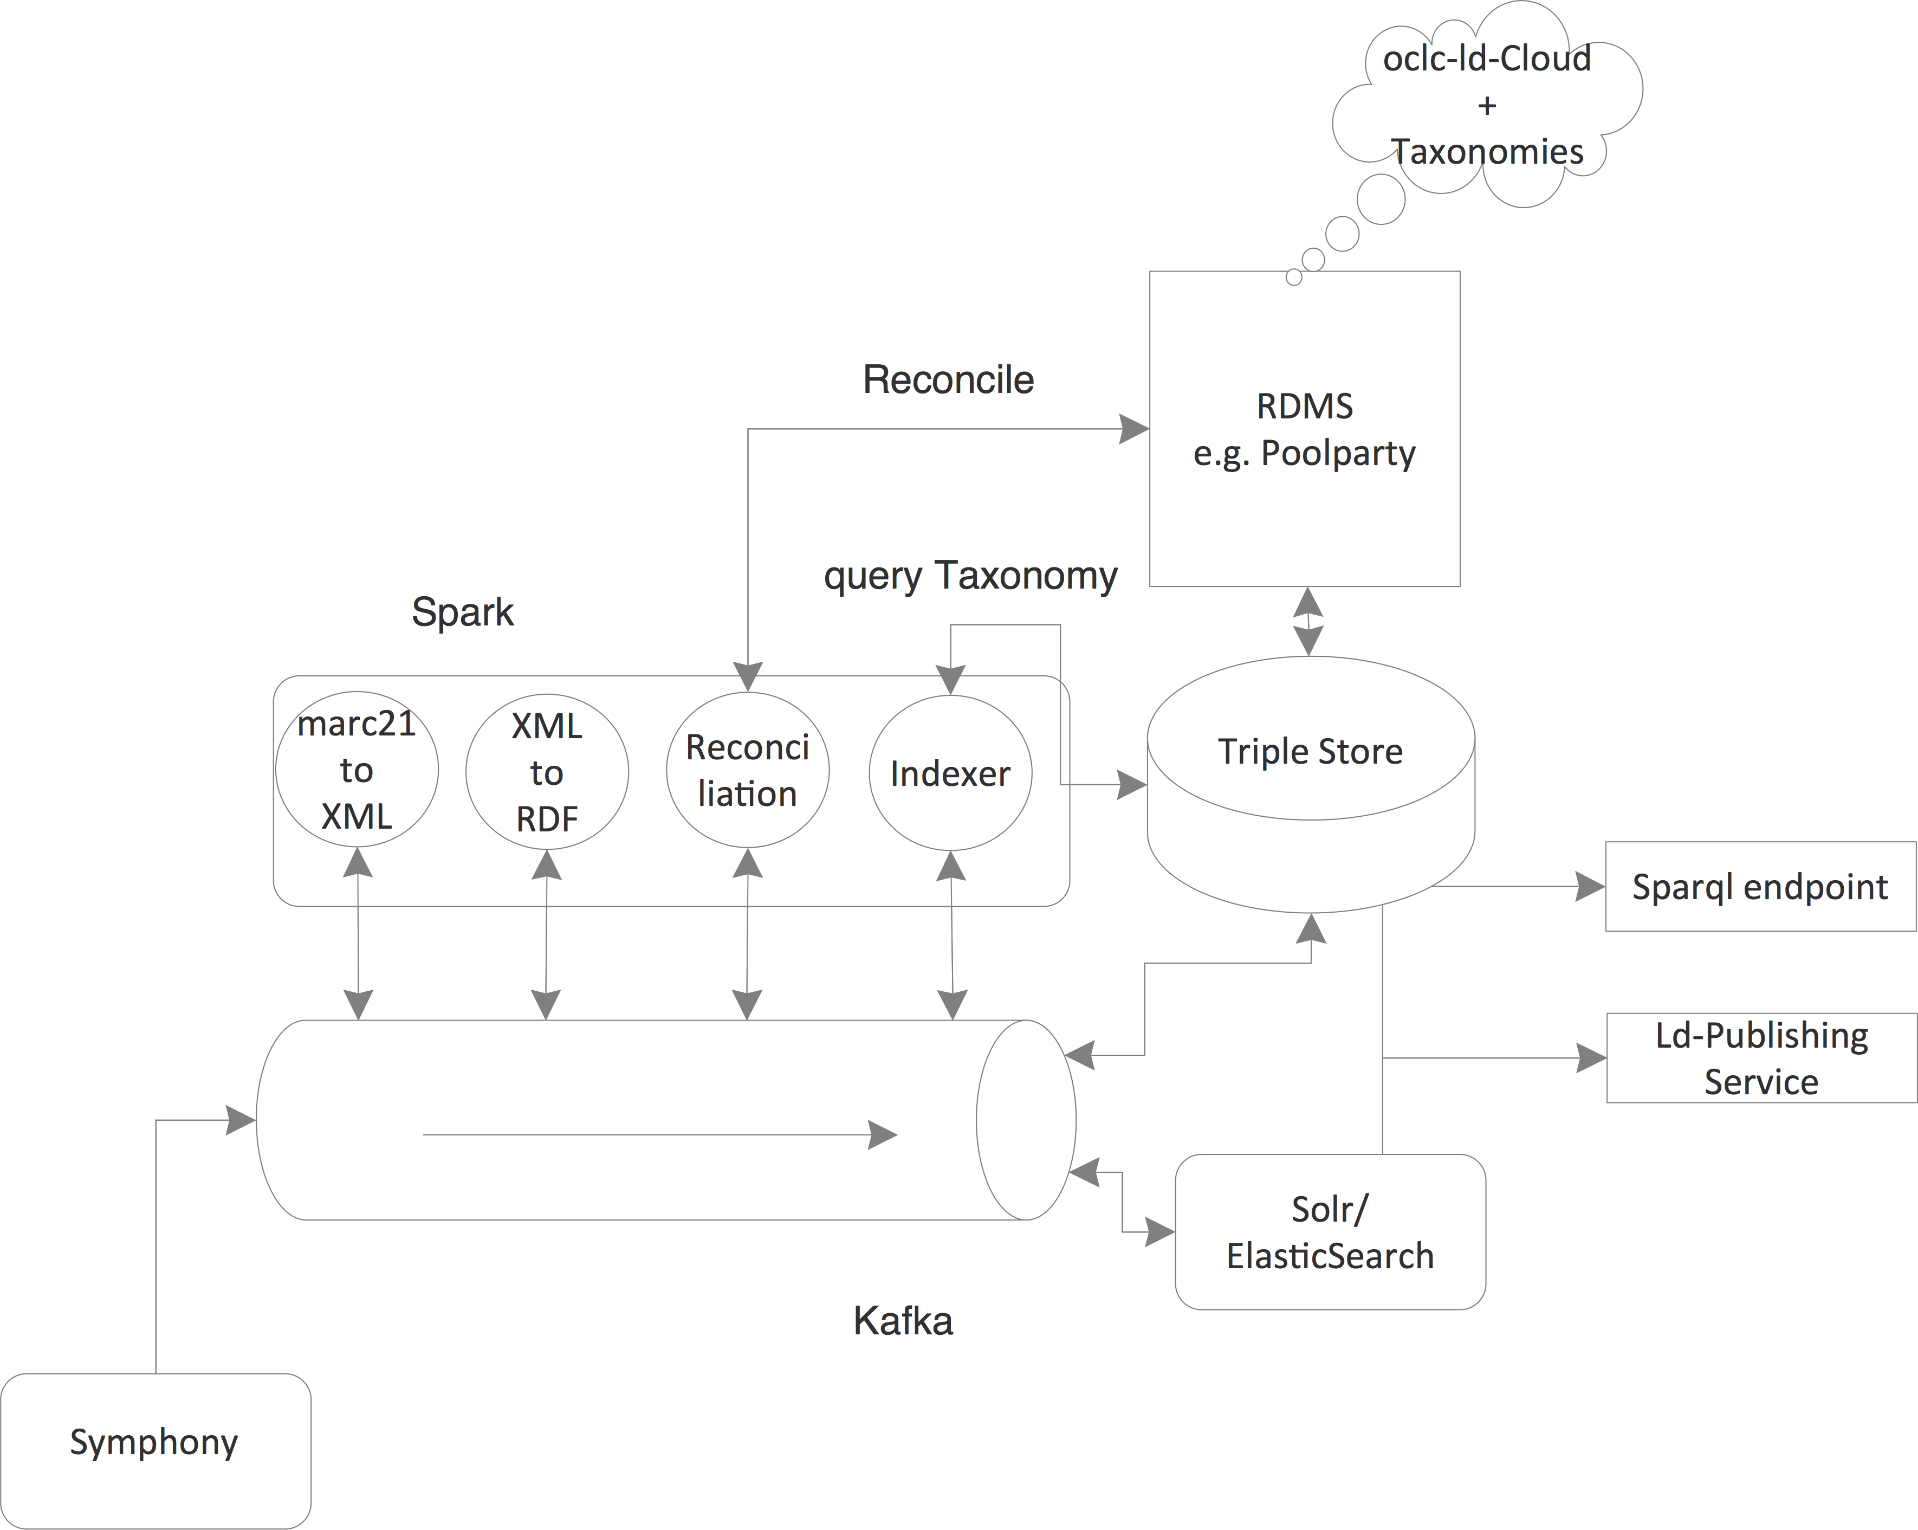 oclc-ld-Cloud
+
Taxonomies
Reconcile
RDMS
e.g. Poolparty
query Taxonomy
Spark
marc21
to
XML
XML
to
RDF
Reconci
liation
Indexer
Triple Store
Sparql endpoint
Ld-Publishing
Service
Solr/
ElasticSearch
Kafka
Symphony